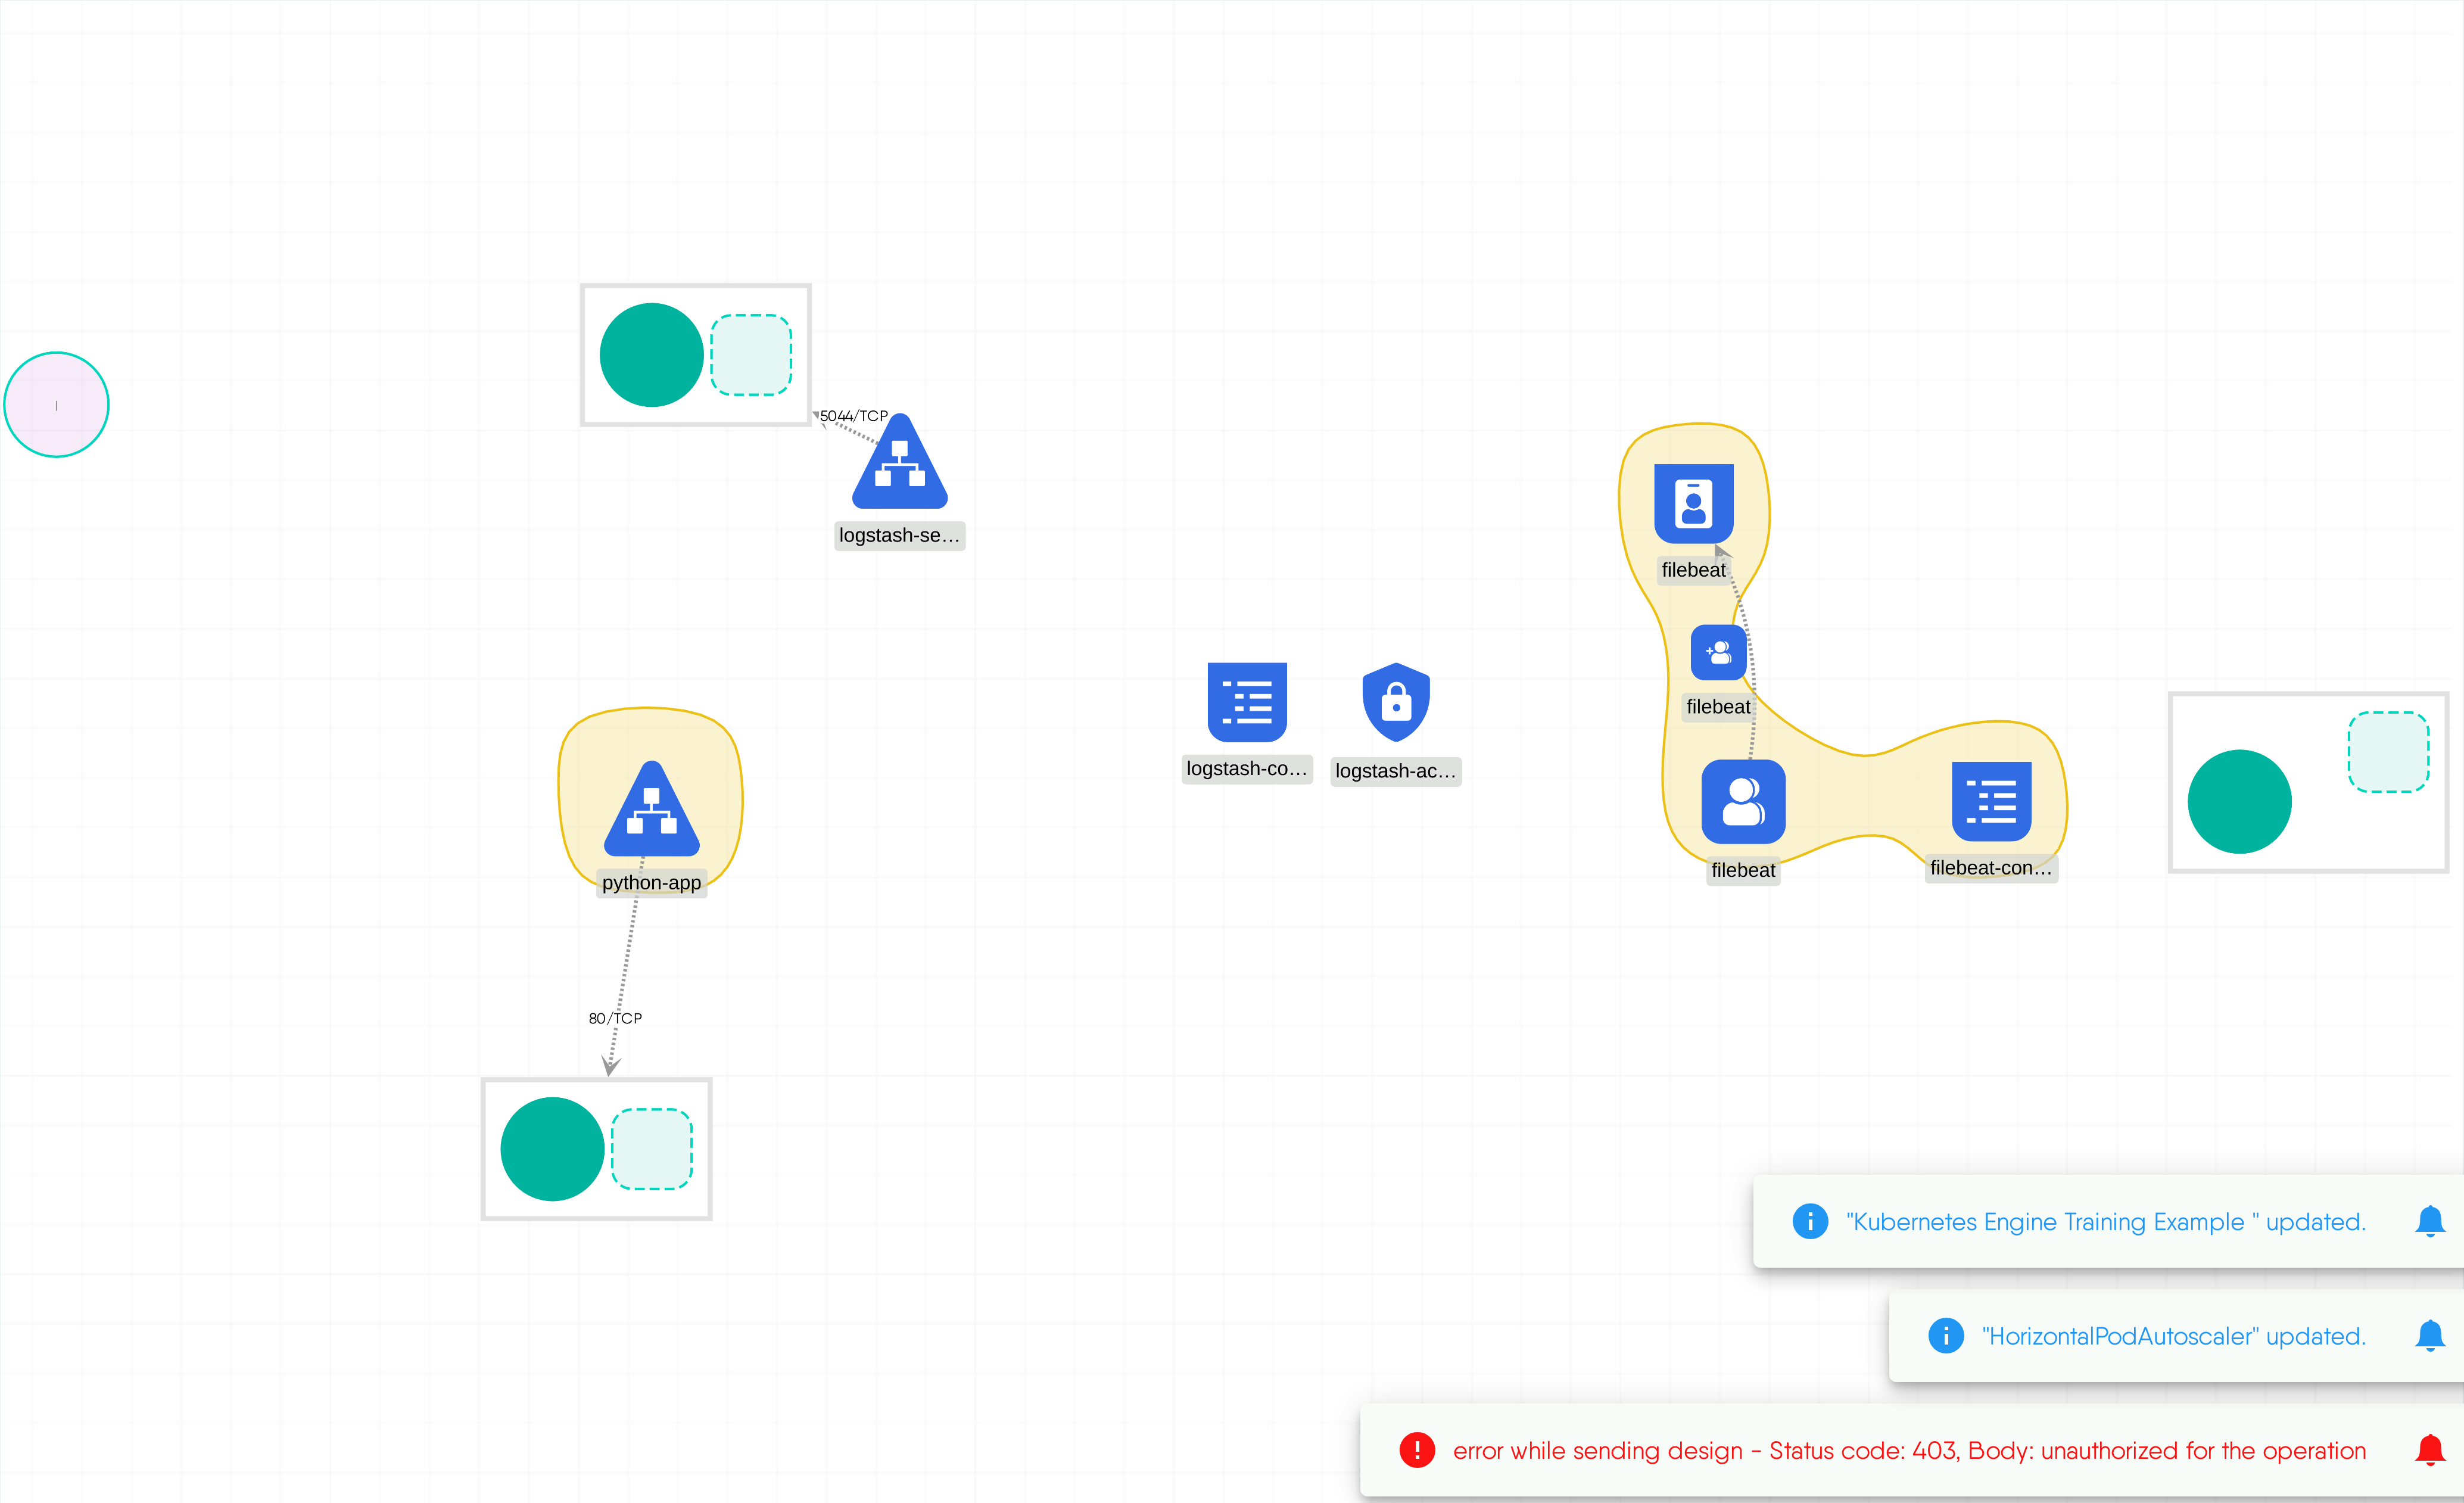 5044/TCP
logstash-se...
filebeat
filebeat
logstash-co...
logstash-ac...
filebeat
filebeat-con...
python-app
80/TCP
"Kubernetes Engine Training Example " updated.
"HorizontalPodAutoscaler" updated.
error while sending design - Status code: 403, Body: unauthorized for the operation